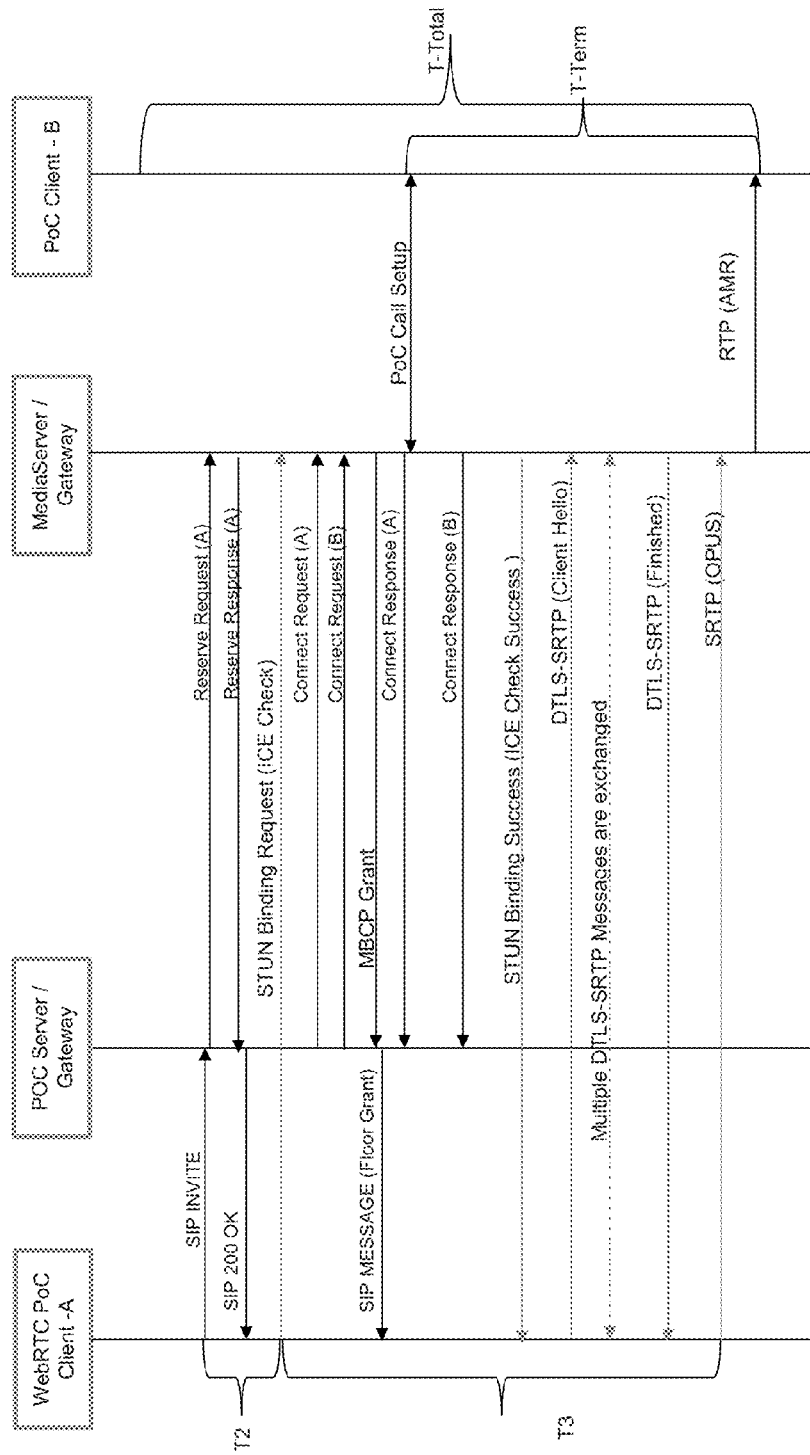 WebRTC PoC
Client -A
POC Server /
Gateway
MediaServer /
Gateway
PoC Client - B
SIP INVITE
Reserve Request (A)
Reserve Response (A)
SIP 200 OK
STUN Binding Request (ICE Check)
Connect Request (A)
Connect Request (B)
MBCP Grant
SIP MESSAGE (Floor Grant)
Connect Response (A)
PoC Call Setup
Connect Response (B)
STUN Binding Success (ICE Check Success )
DTLS-SRTP (Client Hello)
Multiple DTLS-SRTP Messages are exchanged
DTLS-SRTP (Finished)
SRTP (OPUS)
RTP (AMR)
T2
T3
T-Total
T-Term